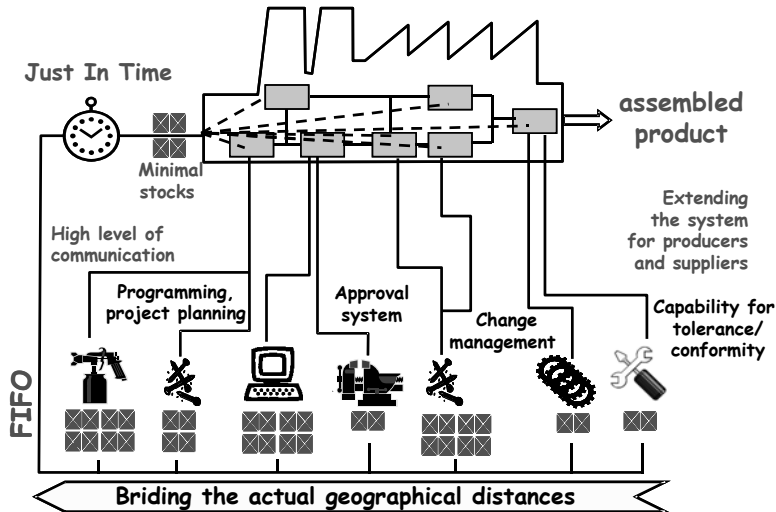 Just In Time
assembled
product
Minimal
stocks
Extending
the system
for producers
and suppliers
High level of
communication
Programming,
project planning
Approval
system
Change
management
Capability for
tolerance/
conformity
FIFO
Briding the actual geographical distances